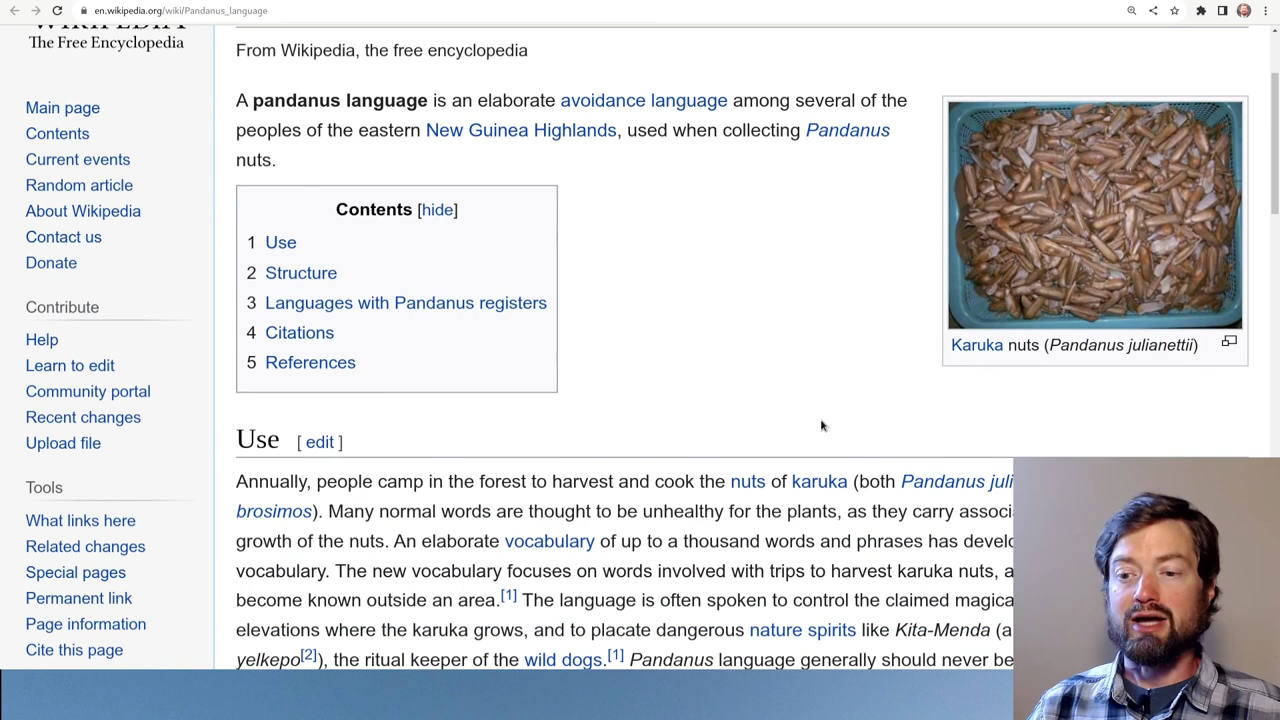 en.wikipedia.org/wiki/Pandanus_language
The Free Encyclopedia
Main page
Contents
Current events
Random article
About Wikipedia
Contact us
Donate
Contribute
Help
Learn to edit
Community portal
Recent changes
Upload file
Tools
What links here
Related changes
Special pages
Permanent link
Page information
Cite this page
From Wikipedia, the free encyclopedia
A pandanus language is an elaborate avoidance language among several of the
peoples of the eastern New Guinea Highlands, used when collecting Pandanus
nuts.
Contents [hide]
1 Use
2 Structure
3 Languages with Pandanus registers
4 Citations
5 References
Karuka nuts (Pandanus julianettii)
Use [ edit ]
Annually, people camp in the forest to harvest and cook the nuts of karuka (both Pandanus juli
brosimos). Many normal words are thought to be unhealthy for the plants, as they carry associ
growth of the nuts. An elaborate vocabulary of up to a thousand words and phrases has devel
vocabulary. The new vocabulary focuses on words involved with trips to harvest karuka nuts, a
become known outside an area.[1] The language is often spoken to control the claimed magica
elevations where the karuka grows, and to placate dangerous nature spirits like Kita-Menda (a
yelkepo[2]), the ritual keeper of the wild dogs.[1] Pandanus language generally should never be